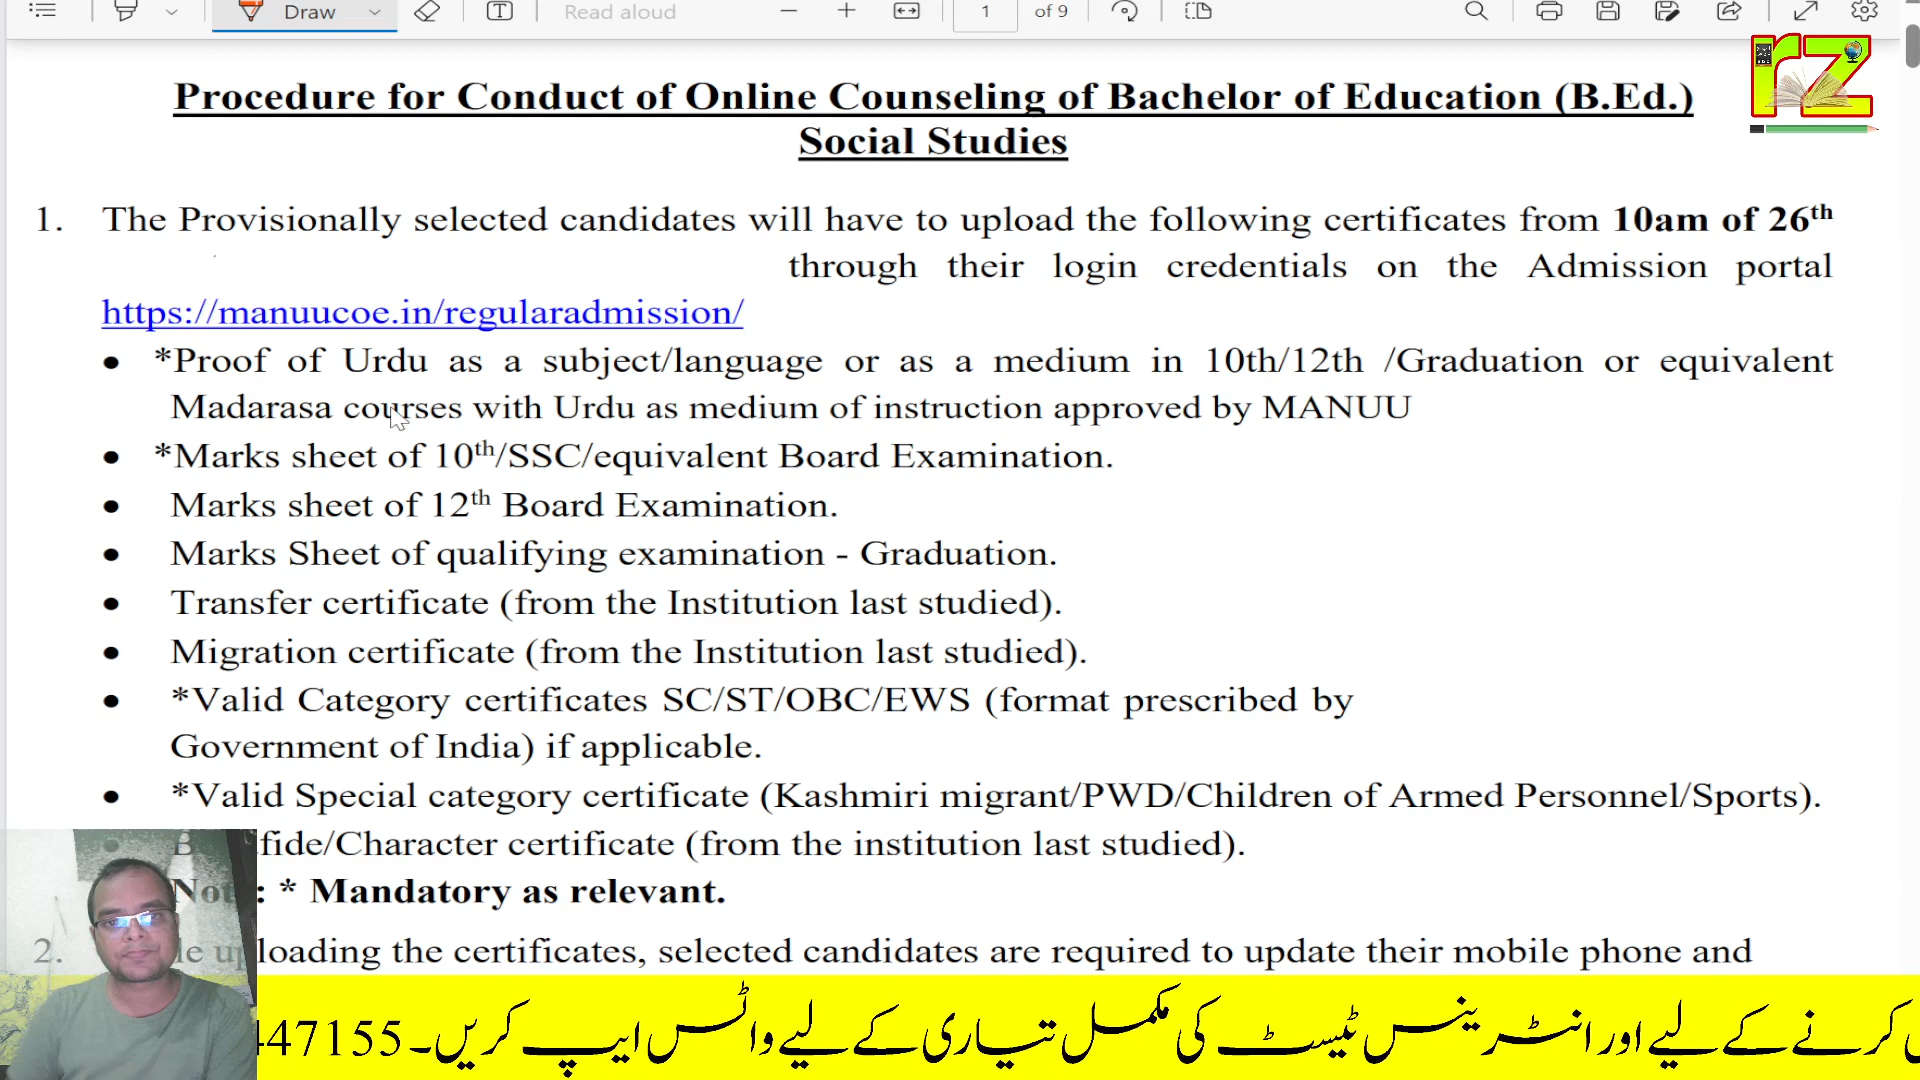 Draw
Read aloud
1 of 9
rz
Procedure for Conduct of Online Counseling of Bachelor of Education (B.Ed.)
Social Studies
1. The Provisionally selected candidates will have to upload the following certificates from 10am of 26th
through their login credentials on the Admission portal
https://manuucoe.in/regularadmission/
• *Proof of Urdu as a subject/language or as a medium in 10th/12th /Graduation or equivalent
Madarasa courses with Urdu as medium of instruction approved by MANUU
• *Marks sheet of 10th/SSC/equivalent Board Examination.
• Marks sheet of 12th Board Examination.
• Marks Sheet of qualifying examination - Graduation.
• Transfer certificate (from the Institution last studied).
• Migration certificate (from the Institution last studied).
• *Valid Category certificates SC/ST/OBC/EWS (format prescribed by
Government of India) if applicable.
• *Valid Special category certificate (Kashmiri migrant/PWD/Children of Armed Personnel/Sports).
fide/Character certificate (from the institution last studied).
: * Mandatory as relevant.
2. uploading the certificates, selected candidates are required to update their mobile phone and
کرنے کے لیے اور انٹرینس ٹیسٹ کی مکمل تیاری کے لیے واٹس ایپ کریں۔ 447155